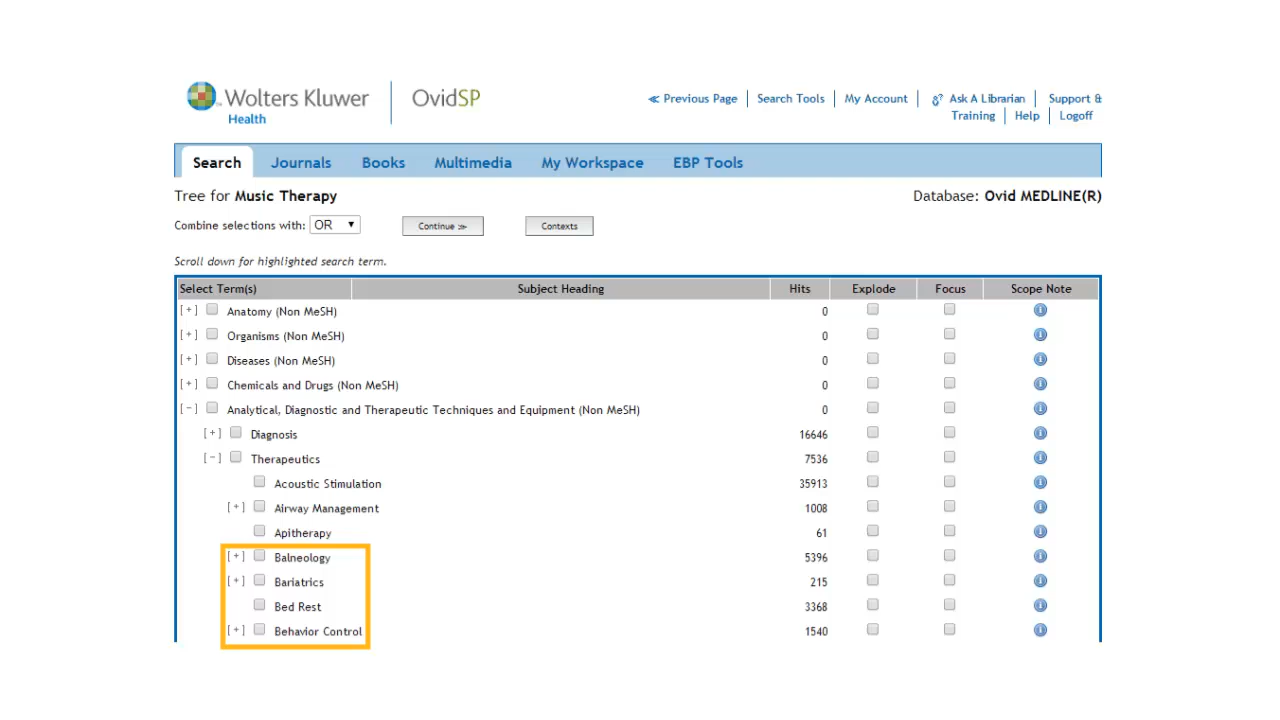 Wolters Kluwer
Health
OvidSP
≪ Previous Page | Search Tools | My Account | Ask A Librarian | Support &
Training | Help | Logoff
Search Journals Books Multimedia My Workspace EBP Tools
Tree for Music Therapy Database: Ovid MEDLINE(R)
Combine selections with: OR ▼ Continue ≫ Contexts
Scroll down for highlighted search term.
Select Term(s) Subject Heading Hits Explode Focus Scope Note
[+] Anatomy (Non MeSH) 0
[+] Organisms (Non MeSH) 0
[+] Diseases (Non MeSH) 0
[+] Chemicals and Drugs (Non MeSH) 0
[-] Analytical, Diagnostic and Therapeutic Techniques and Equipment (Non MeSH) 0
[+] Diagnosis 16646
[-] Therapeutics 7536
Acoustic Stimulation 35913
[+] Airway Management 1008
Apitherapy 61
[+] Balneology 5396
[+] Bariatrics 215
Bed Rest 3368
[+] Behavior Control 1540